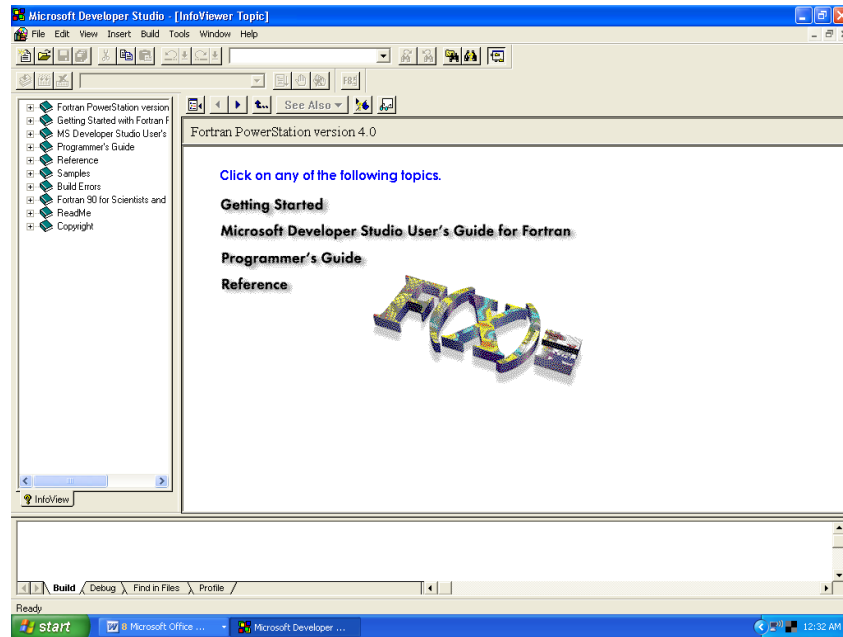 Microsoft Developer Studio - [InfoViewer Topic]
File Edit View Insert Build Tools Window Help
See Also
Fortran PowerStation version
Getting Started with Fortran F
MS Developer Studio User's
Programmer's Guide
Reference
Samples
Build Errors
Fortran 90 for Scientists and
ReadMe
Copyright
InfoView
Fortran PowerStation version 4.0
Click on any of the following topics.
Getting Started
Microsoft Developer Studio User's Guide for Fortran
Programmer's Guide
Reference
F(X)=
Build Debug Find in Files Profile
Ready
start
8 Microsoft Office ...
Microsoft Developer ...
12:32 AM